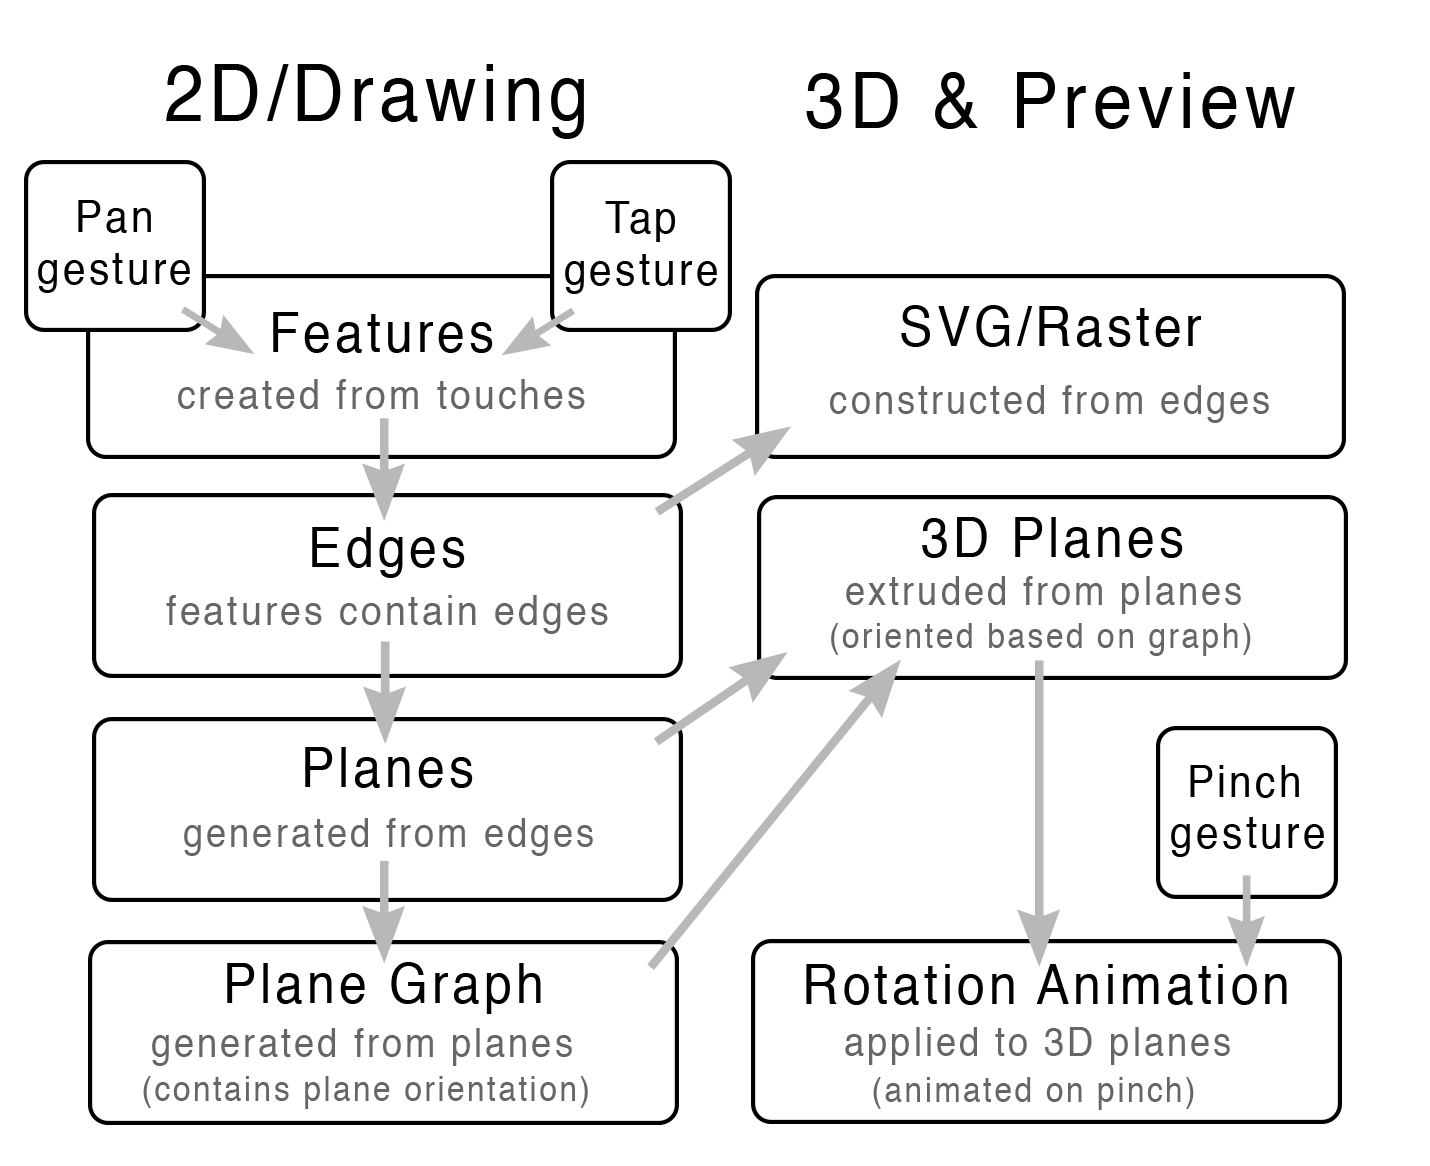 2D/Drawing
3D & Preview
Pan
gesture
Tap
gesture
Features
created from touches
Edges
features contain edges
Planes
generated from edges
Plane Graph
generated from planes
(contains plane orientation)
SVG/Raster
constructed from edges
3D Planes
extruded from planes
(oriented based on graph)
Pinch
gesture
Rotation Animation
applied to 3D planes
(animated on pinch)